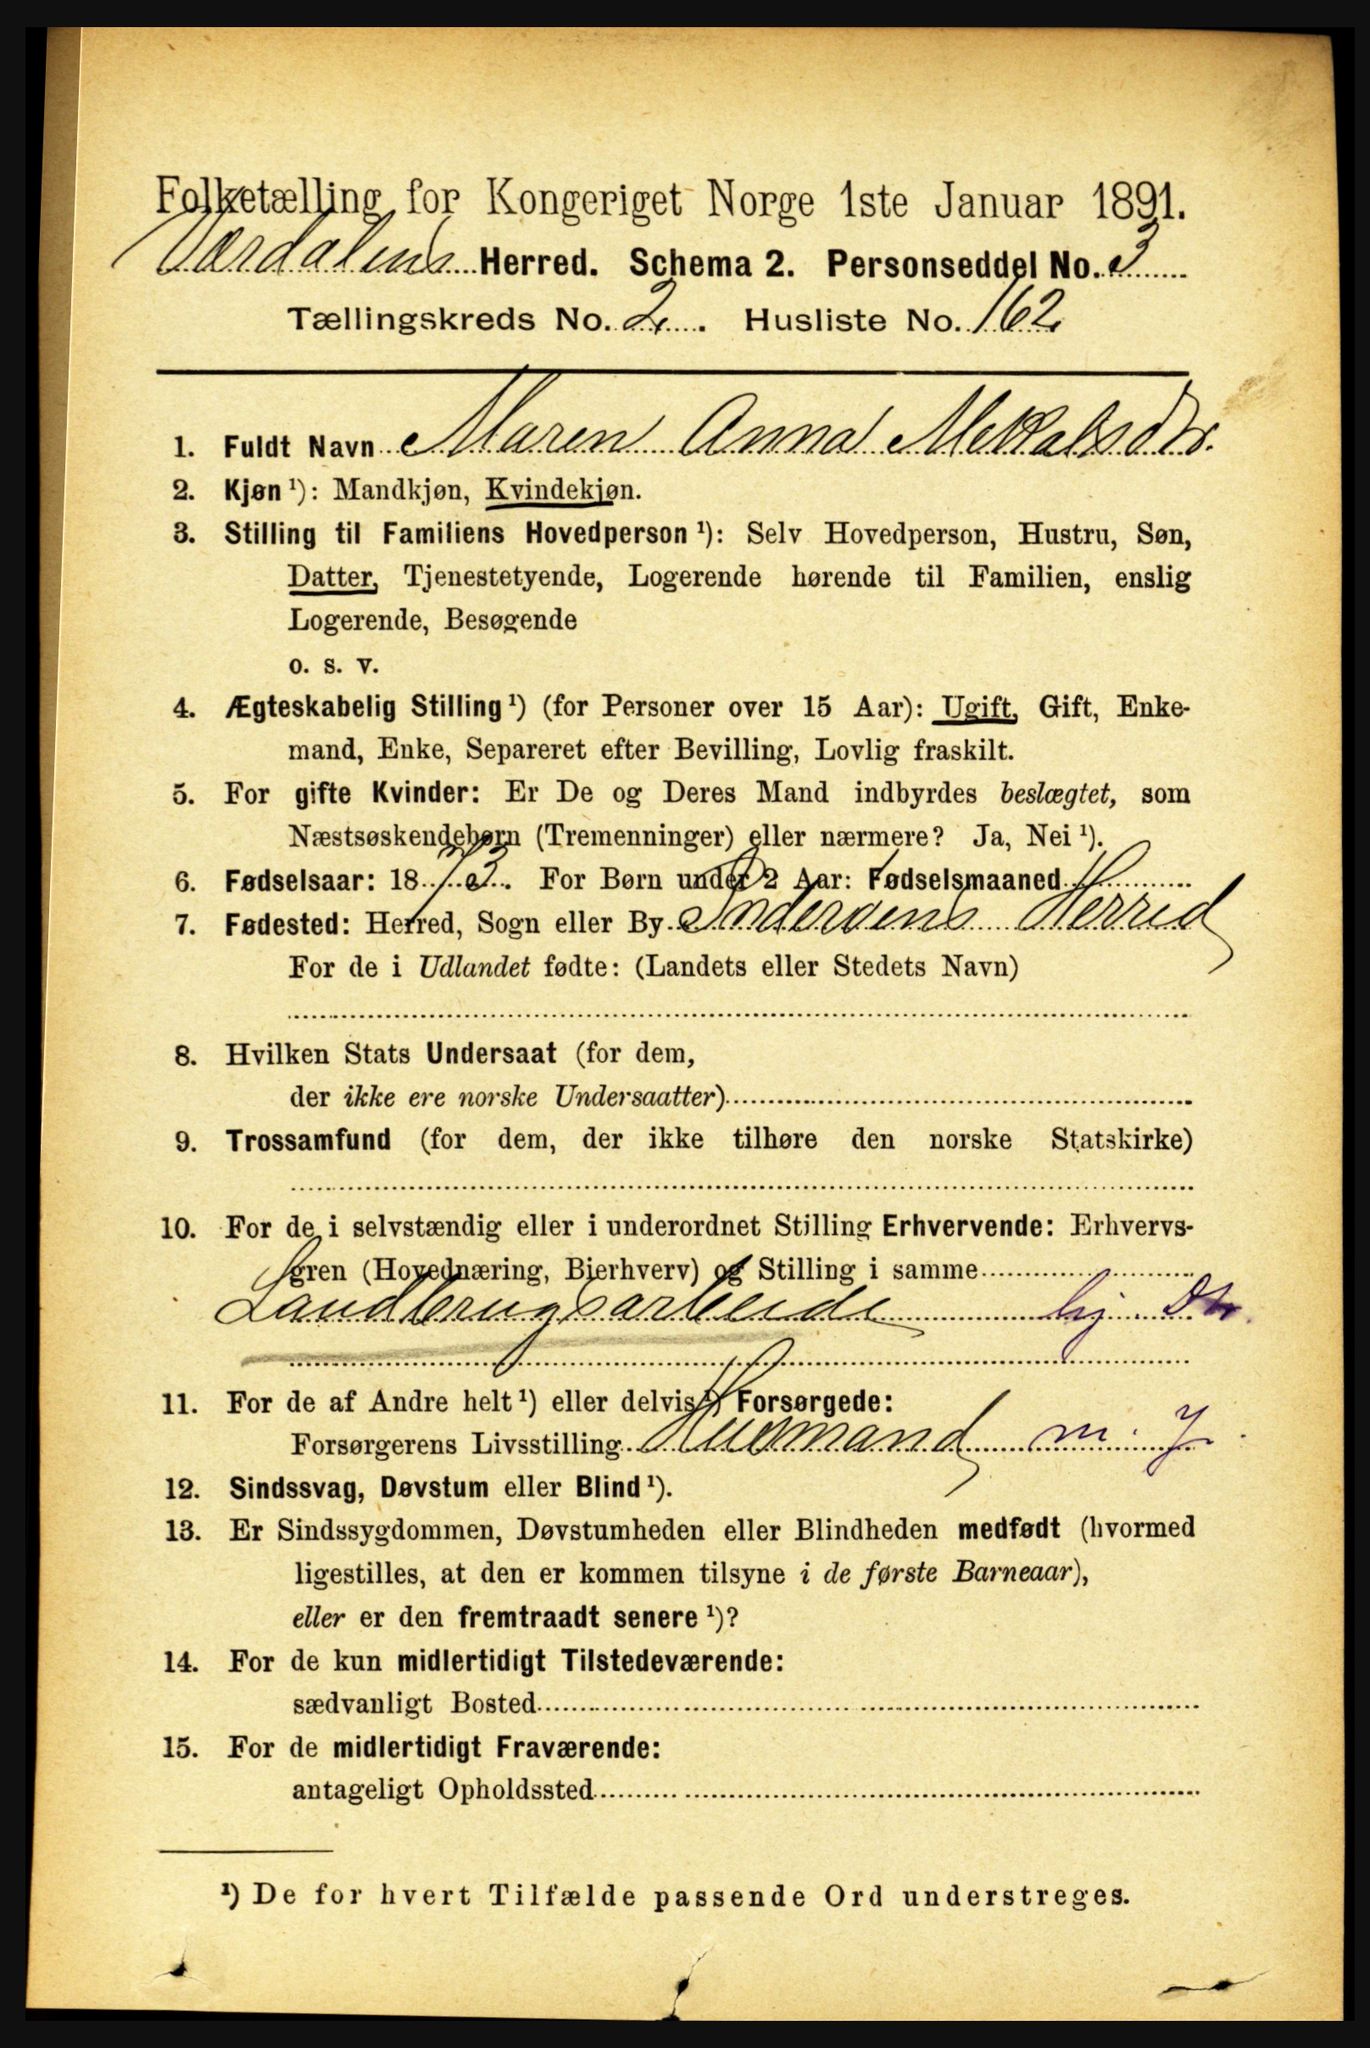 Folketælling for Kongeriget Norge 1ste Januar 1891.
Værdalens Herred. Schema 2. Personseddel No. 3
Tællingskreds No. 2. Husliste No. 162
1. Fuldt Navn Maren Anna Mekalsdtr.
2. Kjøn ¹): Mandkjøn, Kvindekjøn.
3. Stilling til Familiens Hovedperson ¹): Selv Hovedperson, Hustru, Søn,
Datter, Tjenestetyende, Logerende hørende til Familien, enslig
Logerende, Besøgende
o. s. v.
4. Ægteskabelig Stilling ¹) (for Personer over 15 Aar): Ugift, Gift, Enke-
mand, Enke, Separeret efter Bevilling, Lovlig fraskilt.
5. For gifte Kvinder: Er De og Deres Mand indbyrdes beslægtet, som
Næstsøskendebørn (Tremenninger) eller nærmere? Ja, Nei ¹).
6. Fødselsaar: 1873. For Børn under 2 Aar: Fødselsmaaned
7. Fødested: Herred, Sogn eller By Inderøens Herred
For de i Udlandet fødte: (Landets eller Stedets Navn)
8. Hvilken Stats Undersaat (for dem,
der ikke ere norske Undersaatter)
9. Trossamfund (for dem, der ikke tilhøre den norske Statskirke)
10. For de i selvstændig eller i underordnet Stilling Erhvervende: Erhvervs-
gren (Hovednæring, Bierhverv) og Stilling i samme
Landbrugsarbeide hj. Dtr.
11. For de af Andre helt ¹) eller delvis ¹) Forsørgede:
Forsørgerens Livsstilling Husmand m. J.
12. Sindssvag, Døvstum eller Blind ¹).
13. Er Sindssygdommen, Døvstumheden eller Blindheden medfødt (hvormed
ligestilles, at den er kommen tilsyne i de første Barneaar),
eller er den fremtraadt senere ¹)?
14. For de kun midlertidigt Tilstedeværende:
sædvanligt Bosted
15. For de midlertidigt Fraværende:
antageligt Opholdssted
¹) De for hvert Tilfælde passende Ord understreges.